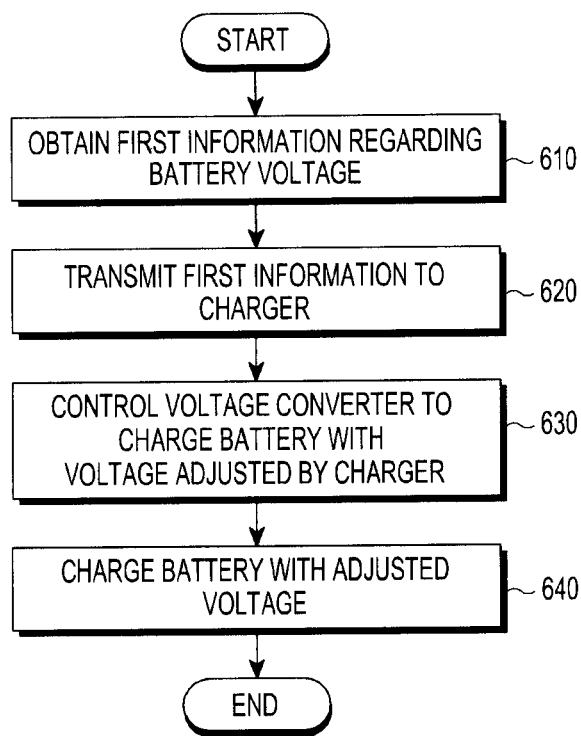 START
OBTAIN FIRST INFORMATION REGARDING
BATTERY VOLTAGE
610
TRANSMIT FIRST INFORMATION TO
CHARGER
620
CONTROL VOLTAGE CONVERTER TO
CHARGE BATTERY WITH
VOLTAGE ADJUSTED BY CHARGER
630
CHARGE BATTERY WITH ADJUSTED
VOLTAGE
640
END